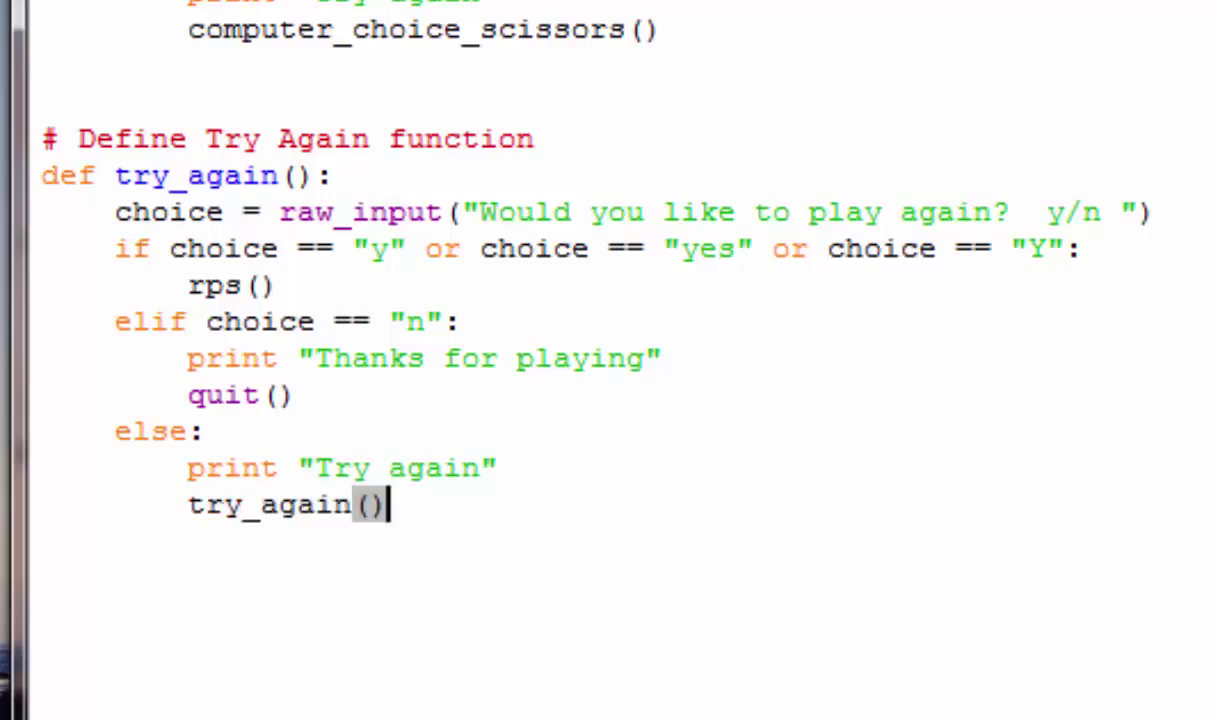 computer_choice_scissors()
# Define Try Again function
def try_again():
    choice = raw_input("Would you like to play again?  y/n ")
    if choice == "y" or choice == "yes" or choice == "Y":
        rps()
    elif choice == "n":
        print "Thanks for playing"
        quit()
    else:
        print "Try again"
        try_again()